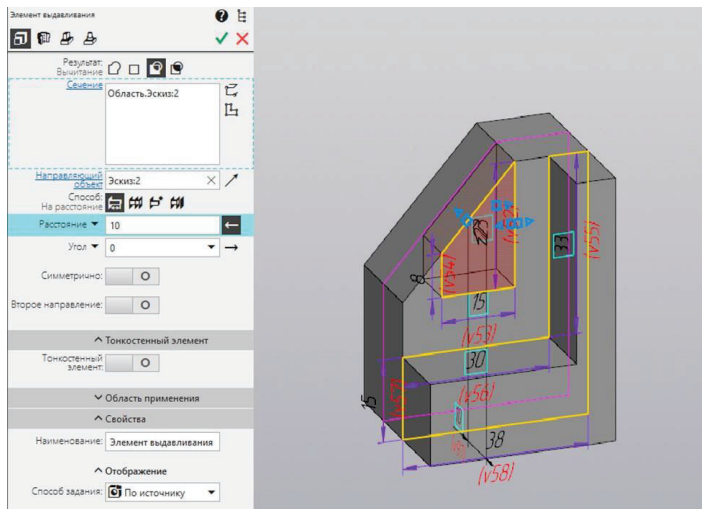 Элемент выдавливания
Результат:
Вычитание
Сечение
Область.Эскиз:2
Направляющий
объект
Эскиз:2
Способ:
На расстояние
Расстояние
10
Угол
0
Симметрично:
Второе направление:
Тонкостенный элемент
Тонкостенный
элемент:
Область применения
Свойства
Наименование:
Элемент выдавливания
Отображение
Способ задания:
По источнику
8
(v54)
33
(v55)
15
(v53)
30
(v56)
15
38
(v58)